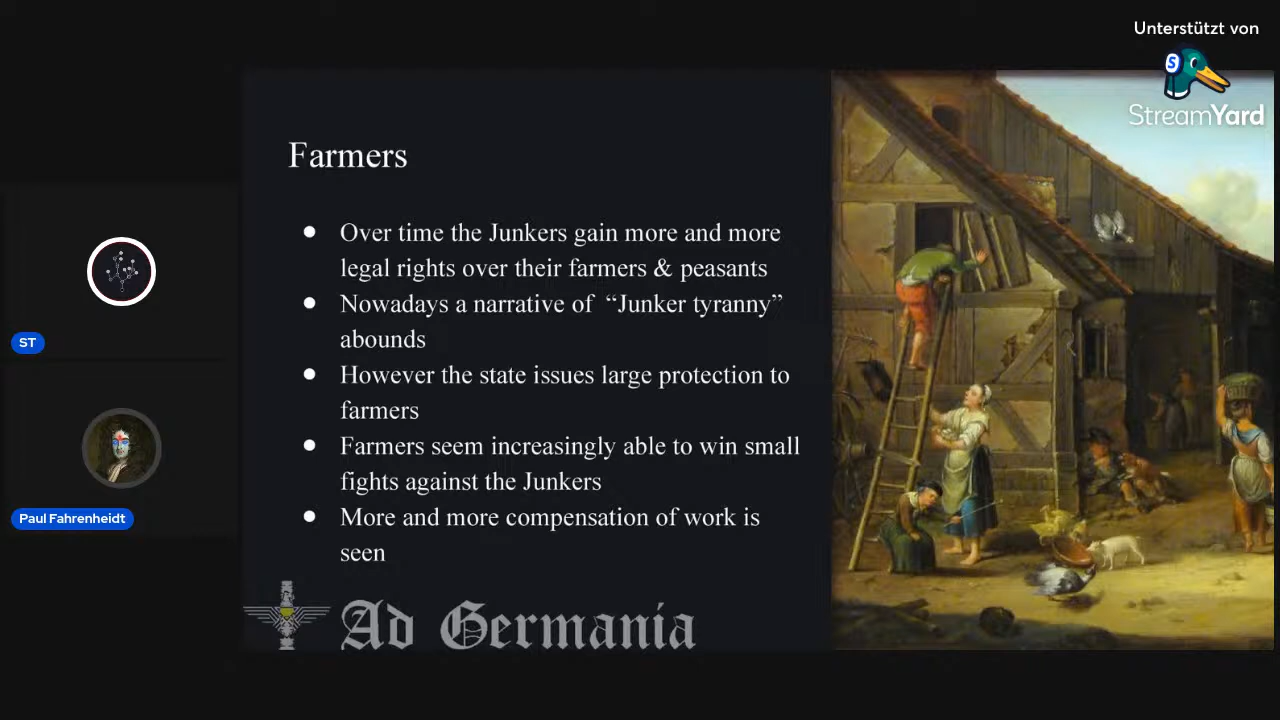 Unterstützt von
StreamYard
Farmers
Over time the Junkers gain more and more
legal rights over their farmers & peasants
Nowadays a narrative of “Junker tyranny”
abounds
However the state issues large protection to
farmers
Farmers seem increasingly able to win small
fights against the Junkers
More and more compensation of work is
seen
Ad Germania
ST
Paul Fahrenheidt